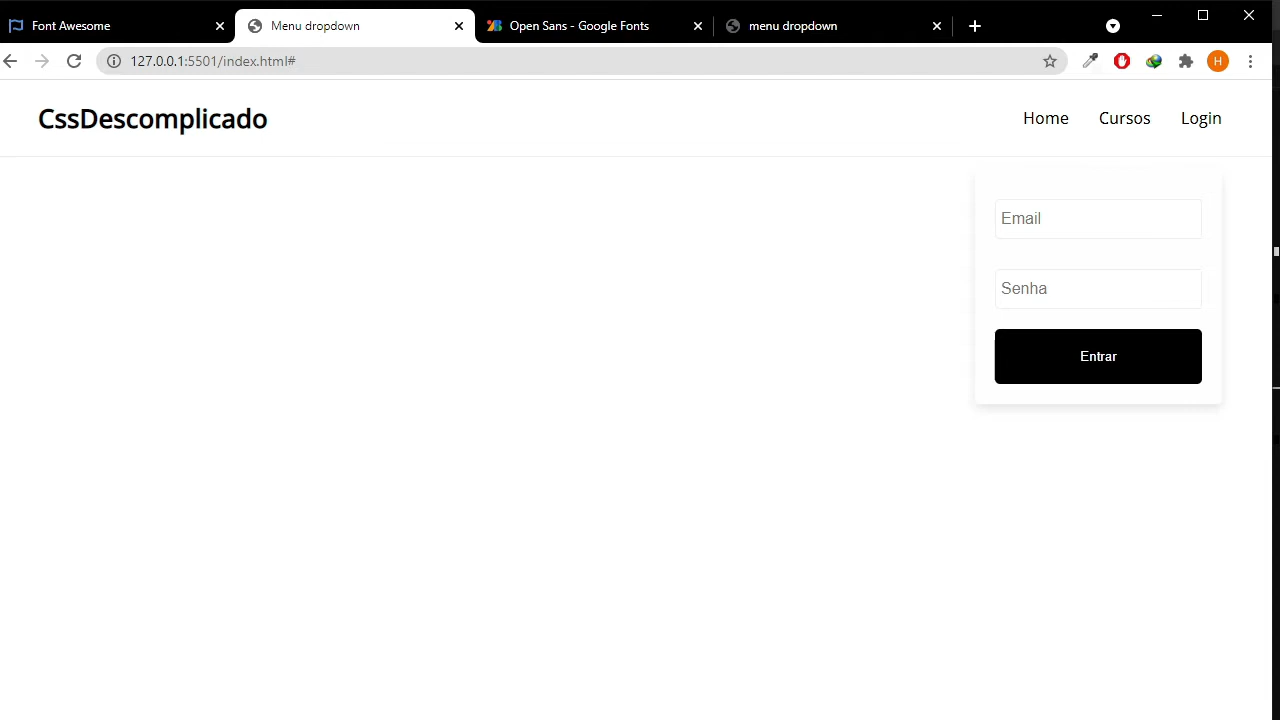 Font Awesome
Menu dropdown
Open Sans - Google Fonts
menu dropdown
127.0.0.1:5501/index.html#
H
CssDescomplicado
Home
Cursos
Login
Email
Senha
Entrar